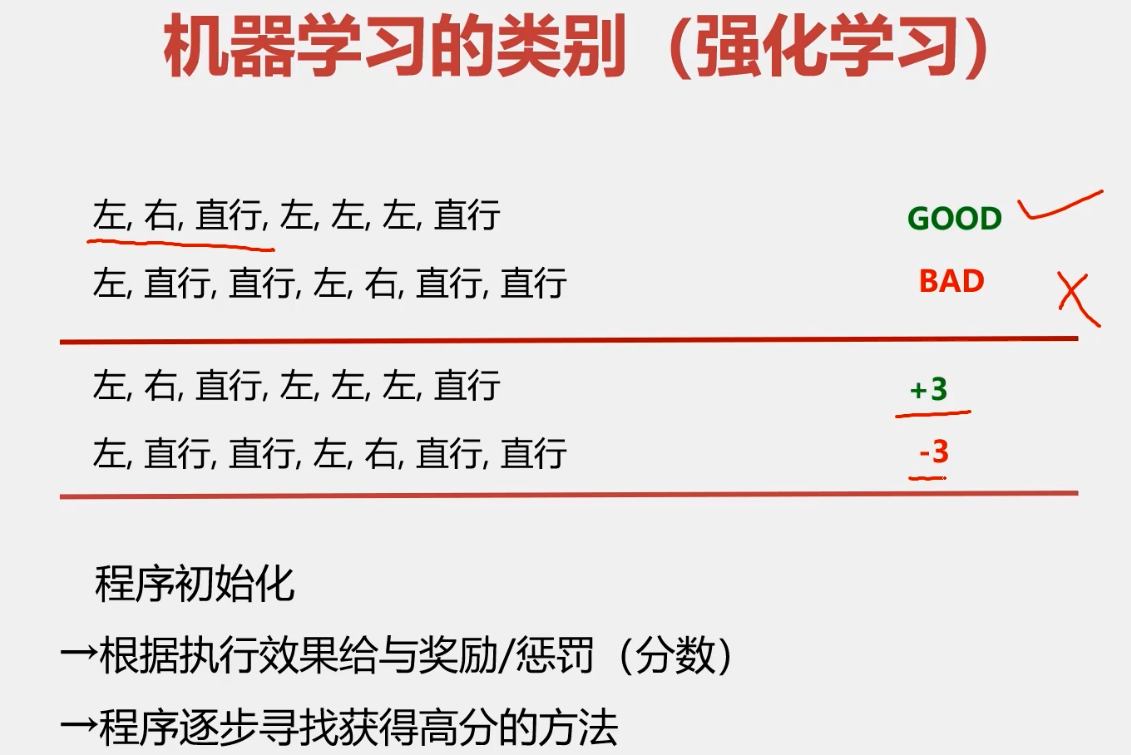 机器学习的类别（强化学习）
左, 右, 直行, 左, 左, 左, 直行 GOOD
左, 直行, 直行, 左, 右, 直行, 直行 BAD
左, 右, 直行, 左, 左, 左, 直行 +3
左, 直行, 直行, 左, 右, 直行, 直行 -3
程序初始化
→根据执行效果给与奖励/惩罚（分数）
→程序逐步寻找获得高分的方法